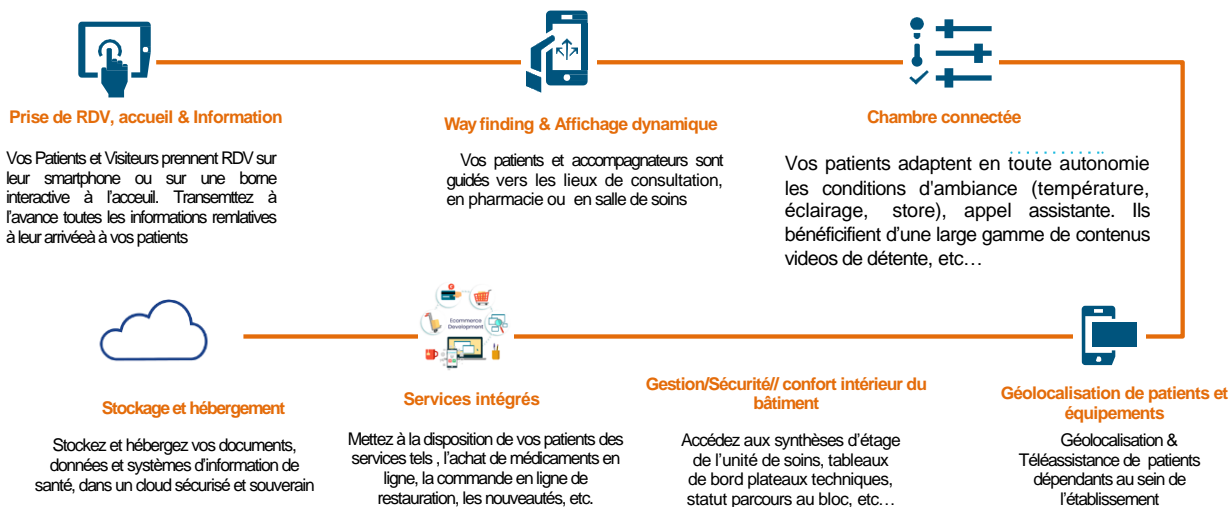 Prise de RDV, accueil & Information
Vos Patients et Visiteurs prennent RDV sur
leur smartphone ou sur une borne
interactive à l'acceuil. Transemttez à
l'avance toutes les informations remlatives
à leur arrivéeà à vos patients
Way finding & Affichage dynamique
Vos patients et accompagnateurs sont
guidés vers les lieux de consultation,
en pharmacie ou en salle de soins
Chambre connectée
Vos patients adaptent en toute autonomie
les conditions d'ambiance (température,
éclairage, store), appel assistante. Ils
bénéficifient d'une large gamme de contenus
videos de détente, etc…
Stockage et hébergement
Stockez et hébergez vos documents,
données et systèmes d'information de
santé, dans un cloud sécurisé et souverain
Ecommerce
Development
Services intégrés
Mettez à la disposition de vos patients des
services tels , l'achat de médicaments en
ligne, la commande en ligne de
restauration, les nouveautés, etc.
Gestion/Sécurité// confort intérieur du
bâtiment
Accédez aux synthèses d'étage
de l'unité de soins, tableaux
de bord plateaux techniques,
statut parcours au bloc, etc…
Géolocalisation de patients et
équipements
Géolocalisation &
Téléassistance de patients
dépendants au sein de
l'établissement